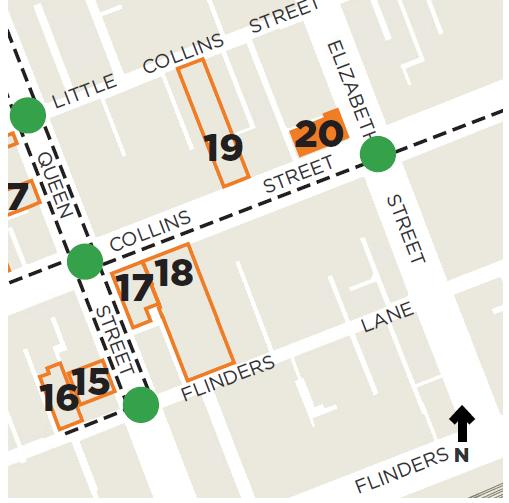 LITTLE COLLINS STREET
ELIZABETH STREET
QUEEN STREET
COLLINS STREET
19
20
7
17
18
15
16
FLINDERS LANE
FLINDERS
N